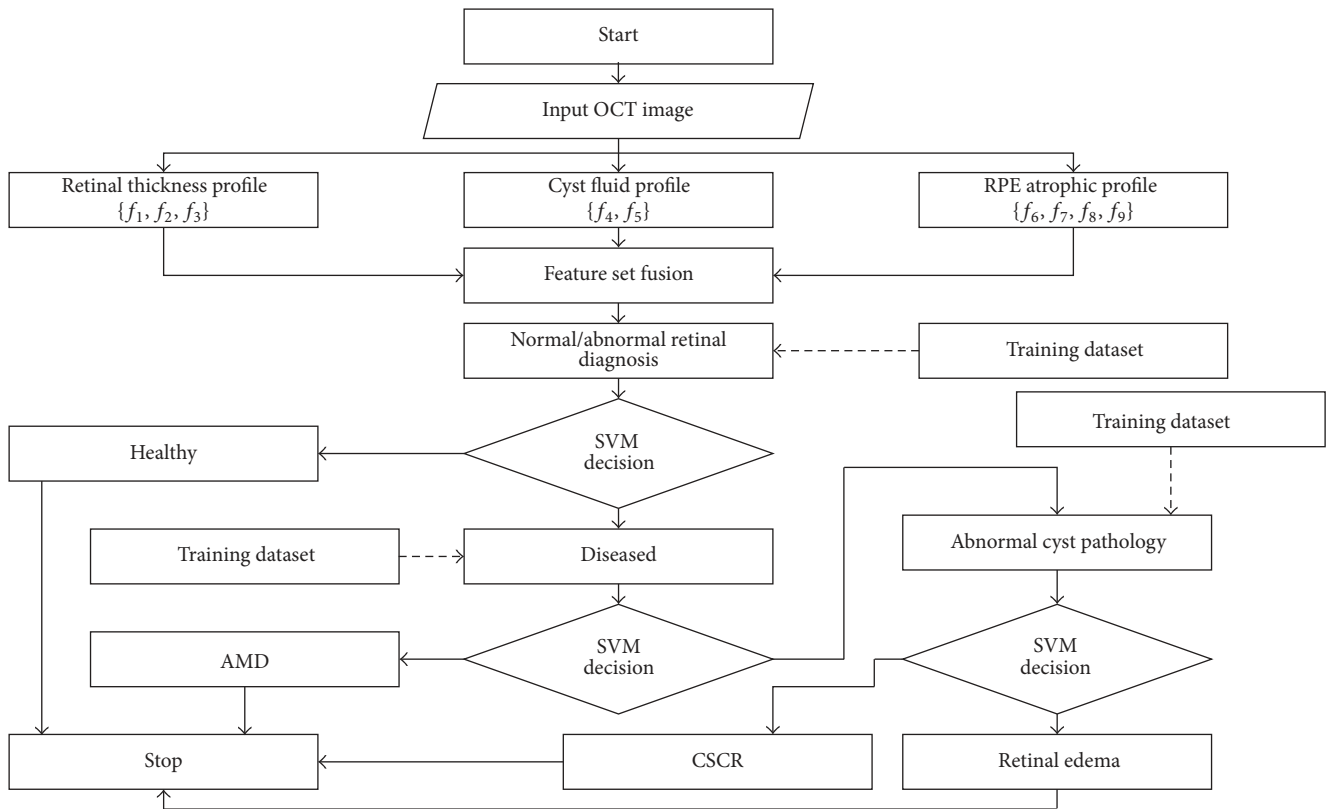 Start
Input OCT image
Retinal thickness profile
{f₁, f₂, f₃}
Cyst fluid profile
{f₄, f₅}
RPE atrophic profile
{f₆, f₇, f₈, f₉}
Feature set fusion
Normal/abnormal retinal
diagnosis
Training dataset
Training dataset
Healthy
SVM
decision
Training dataset
Diseased
Abnormal cyst pathology
AMD
SVM
decision
SVM
decision
Stop
CSCR
Retinal edema